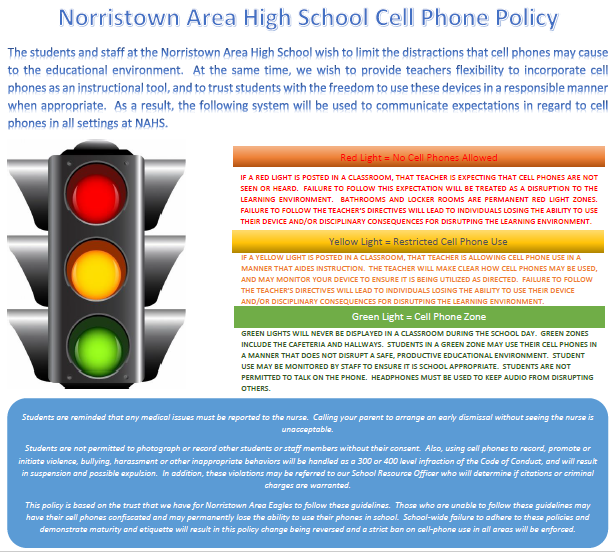 Norristown Area High School Cell Phone Policy
The students and staff at the Norristown Area High School wish to limit the distractions that cell phones may cause
to the educational environment. At the same time, we wish to provide teachers flexibility to incorporate cell
phones as an instructional tool, and to trust students with the freedom to use these devices in a responsible manner
when appropriate. As a result, the following system will be used to communicate expectations in regard to cell
phones in all settings at NAHS.
Red Light = No Cell Phones Allowed
IF A RED LIGHT IS POSTED IN A CLASSROOM, THAT TEACHER IS EXPECTING THAT CELL PHONES ARE NOT
SEEN OR HEARD. FAILURE TO FOLLOW THIS EXPECTATION WILL BE TREATED AS A DISRUPTION TO THE
LEARNING ENVIRONMENT. BATHROOMS AND LOCKER ROOMS ARE PERMANENT RED LIGHT ZONES.
FAILURE TO FOLLOW THE TEACHER'S DIRECTIVES WILL LEAD TO INDIVIDUALS LOSING THE ABILITY TO USE
THEIR DEVICE AND/OR DISCIPLINARY CONSEQUENCES FOR DISRUTPING THE LEARNING ENVIRONMENT.
Yellow Light = Restricted Cell Phone Use
IF A YELLOW LIGHT IS POSTED IN A CLASSROOM, THAT TEACHER IS ALLOWING CELL PHONE USE IN A
MANNER THAT AIDES INSTRUCTION. THE TEACHER WILL MAKE CLEAR HOW CELL PHONES MAY BE USED,
AND MAY MONITOR YOUR DEVICE TO ENSURE IT IS BEING UTILIZED AS DIRECTED. FAILURE TO FOLLOW
THE TEACHER'S DIRECTIVES WILL LEAD TO INDIVIDUALS LOSING THE ABILITY TO USE THEIR DEVICE
AND/OR DISCIPLINARY CONSEQUENCES FOR DISRUTPING THE LEARNING ENVIRONMENT.
Green Light = Cell Phone Zone
GREEN LIGHTS WILL NEVER BE DISPLAYED IN A CLASSROOM DURING THE SCHOOL DAY. GREEN ZONES
INCLUDE THE CAFETERIA AND HALLWAYS. STUDENTS IN A GREEN ZONE MAY USE THEIR CELL PHONES IN
A MANNER THAT DOES NOT DISRUPT A SAFE, PRODUCTIVE EDUCATIONAL ENVIRONMENT. STUDENT
USE MAY BE MONITORED BY STAFF TO ENSURE IT IS SCHOOL APPROPRIATE. STUDENTS ARE NOT
PERMITTED TO TALK ON THE PHONE. HEADPHONES MUST BE USED TO KEEP AUDIO FROM DISRUPTING
OTHERS.
Students are reminded that any medical issues must be reported to the nurse. Calling your parent to arrange an early dismissal without seeing the nurse is
unacceptable.
Students are not permitted to photograph or record other students or staff members without their consent. Also, using cell phones to record, promote or
initiate violence, bullying, harassment or other inappropriate behaviors will be handled as a 300 or 400 level infraction of the Code of Conduct, and will result
in suspension and possible expulsion. In addition, these violations may be referred to our School Resource Officer who will determine if citations or criminal
charges are warranted.
This policy is based on the trust that we have for Norristown Area Eagles to follow these guidelines. Those who are unable to follow these guidelines may
have their cell phones confiscated and may permanently lose the ability to use their phones in school. School-wide failure to adhere to these policies and
demonstrate maturity and etiquette will result in this policy change being reversed and a strict ban on cell-phone use in all areas will be enforced.